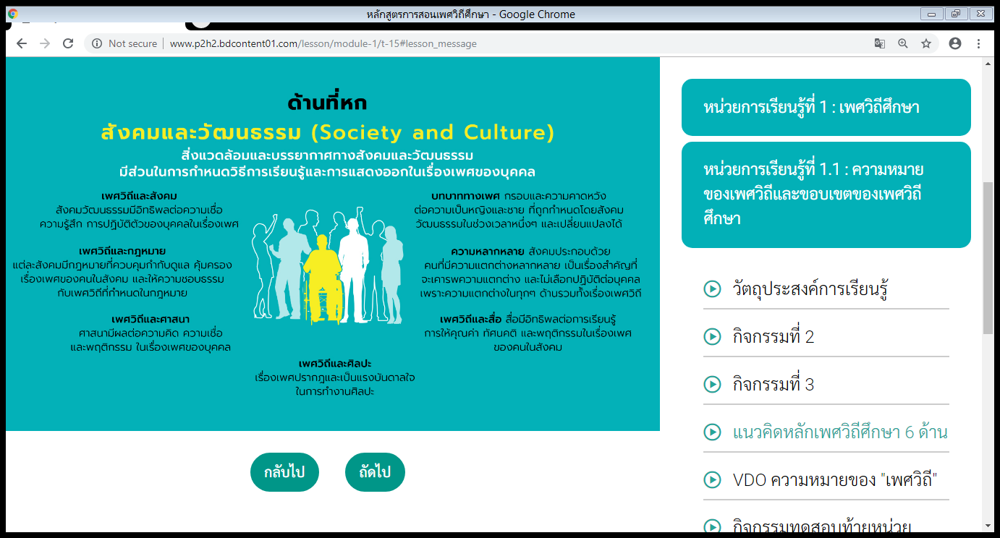 หลักสูตรการสอนเพศวิถีศึกษา - Google Chrome
Not secure | www.p2h2.bdcontent01.com/lesson/module-1/t-15#lesson_message
ด้านที่หก
สังคมและวัฒนธรรม (Society and Culture)
สิ่งแวดล้อมและบรรยากาศทางสังคมและวัฒนธรรม
มีส่วนในการกำหนดวิธีการเรียนรู้และการแสดงออกในเรื่องเพศของบุคคล
เพศวิถีและสังคม
สังคมวัฒนธรรมมีอิทธิพลต่อความเชื่อ
ความรู้สึก การปฏิบัติตัวของบุคคลในเรื่องเพศ
เพศวิถีและกฎหมาย
แต่ละสังคมมีกฎหมายที่ควบคุมกำกับดูแล คุ้มครอง
เรื่องเพศของคนในสังคม และให้ความชอบธรรม
กับเพศวิถีที่กำหนดในกฎหมาย
เพศวิถีและศาสนา
ศาสนามีผลต่อความคิด ความเชื่อ
และพฤติกรรม ในเรื่องเพศของบุคคล
บทบาททางเพศ กรอบและความคาดหวัง
ต่อความเป็นหญิงและชาย ที่ถูกกำหนดโดยสังคม
วัฒนธรรมในช่วงเวลาหนึ่งๆ และเปลี่ยนแปลงได้
ความหลากหลาย สังคมประกอบด้วย
คนที่มีความแตกต่างหลากหลาย เป็นเรื่องสำคัญที่
จะเคารพความแตกต่าง และไม่เลือกปฏิบัติต่อบุคคล
เพราะความแตกต่างในทุกๆ ด้านรวมทั้งเรื่องเพศวิถี
เพศวิถีและสื่อ สื่อมีอิทธิพลต่อการเรียนรู้
การให้คุณค่า ทัศนคติ และพฤติกรรมในเรื่องเพศ
ของคนในสังคม
เพศวิถีและศิลปะ
เรื่องเพศปรากฏและเป็นแรงบันดาลใจ
ในการทำงานศิลปะ
กลับไป
ถัดไป
หน่วยการเรียนรู้ที่ 1 : เพศวิถีศึกษา
หน่วยการเรียนรู้ที่ 1.1 : ความหมาย
ของเพศวิถีและขอบเขตของเพศวิถี
ศึกษา
วัตถุประสงค์การเรียนรู้
กิจกรรมที่ 2
กิจกรรมที่ 3
แนวคิดหลักเพศวิถีศึกษา 6 ด้าน
VDO ความหมายของ "เพศวิถี"
กิจกรรมทดสอบท้ายหน่วย